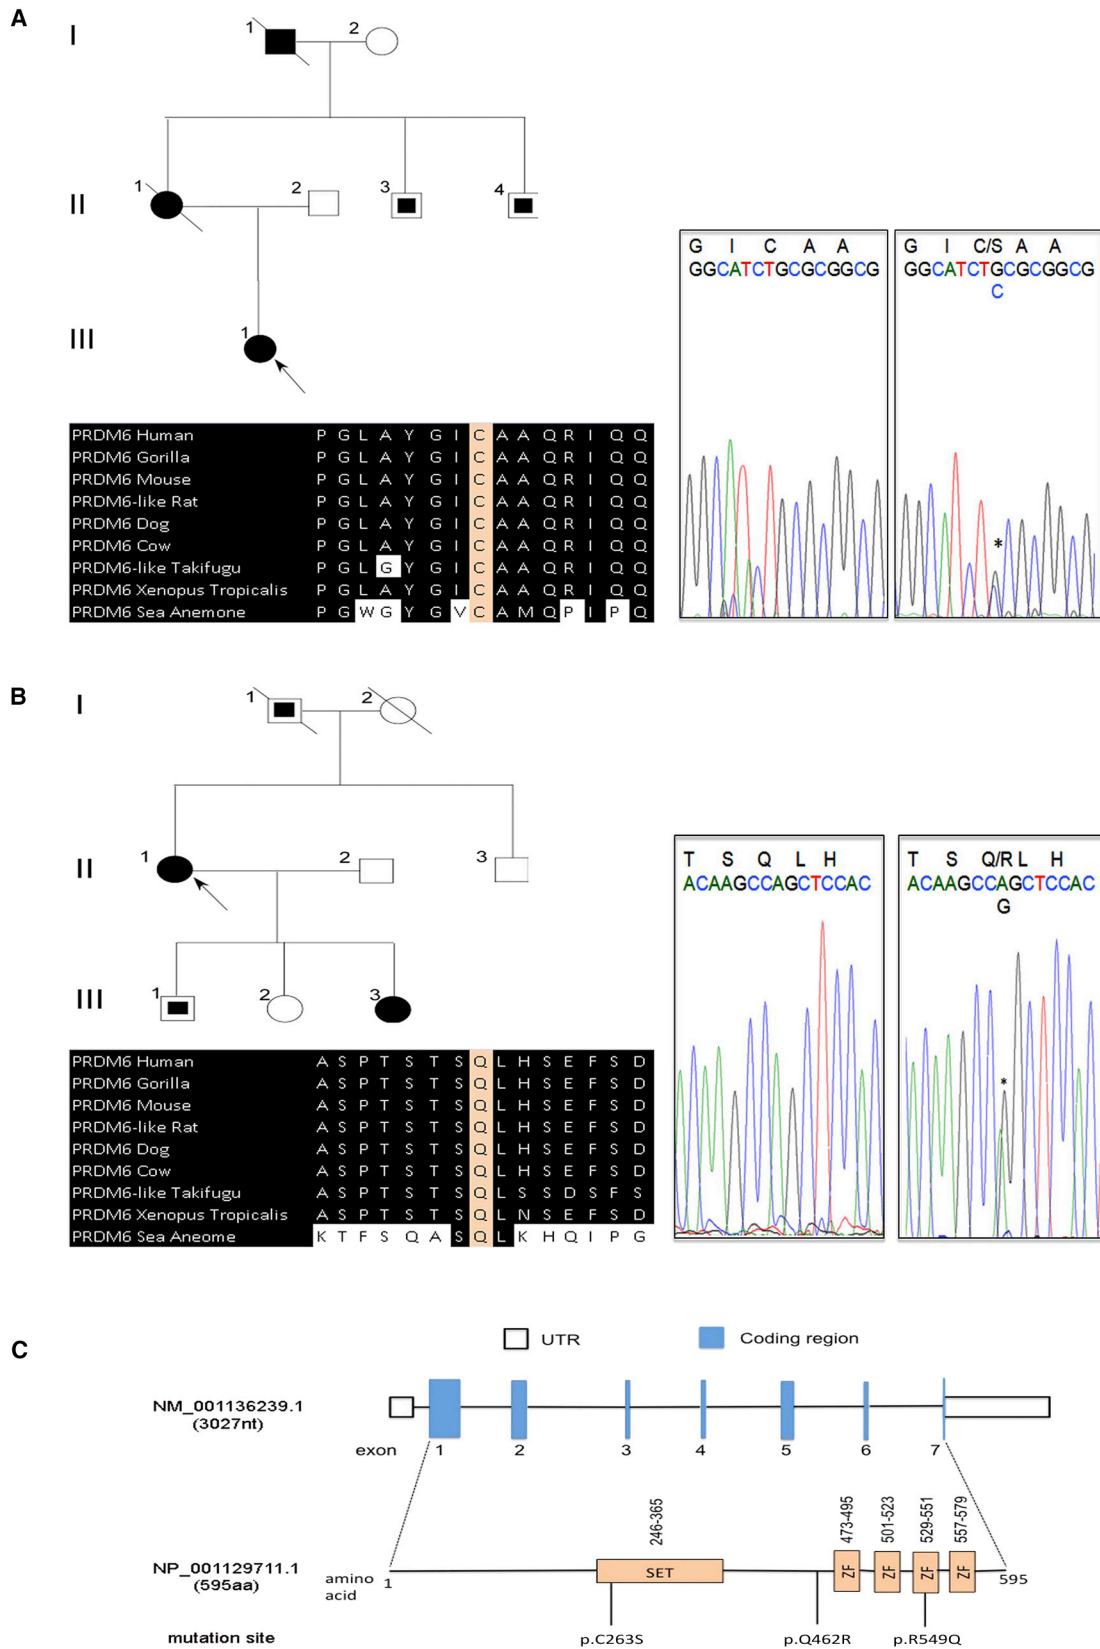 A
I
1
2
II
1
2
3
4
III
1
G I C A A
GGCATCTGCGCGGCG
G I C/S A A
GGCATCTGCGCGGCG
C
*
PRDM6 Human P G L A Y G I C A A Q R I Q Q
PRDM6 Gorilla P G L A Y G I C A A Q R I Q Q
PRDM6 Mouse P G L A Y G I C A A Q R I Q Q
PRDM6-like Rat P G L A Y G I C A A Q R I Q Q
PRDM6 Dog P G L A Y G I C A A Q R I Q Q
PRDM6 Cow P G L A Y G I C A A Q R I Q Q
PRDM6-like Takifugu P G L G Y G I C A A Q R I Q Q
PRDM6 Xenopus Tropicalis P G L A Y G I C A A Q R I Q Q
PRDM6 Sea Anemone P G W G Y G V C A M Q P I P Q
B
I
1
2
II
1
2
3
III
1
2
3
T S Q L H
ACAAGCCAGCTCCAC
T S Q/R L H
ACAAGCCAGCTCCAC
G
*
PRDM6 Human A S P T S T S Q L H S E F S D
PRDM6 Gorilla A S P T S T S Q L H S E F S D
PRDM6 Mouse A S P T S T S Q L H S E F S D
PRDM6-like Rat A S P T S T S Q L H S E F S D
PRDM6 Dog A S P T S T S Q L H S E F S D
PRDM6 Cow A S P T S T S Q L H S E F S D
PRDM6-like Takifugu A S P T S T S Q L S S D S F S
PRDM6 Xenopus Tropicalis A S P T S T S Q L N S E F S D
PRDM6 Sea Aneome K T F S Q A S Q L K H Q I P G
C
UTR
Coding region
NM_001136239.1
(3027nt)
exon 1 2 3 4 5 6 7
246-365
473-495
501-523
529-551
557-579
NP_001129711.1
(595aa)
amino acid
1
SET
ZF
ZF
ZF
ZF
595
mutation site
p.C263S
p.Q462R
p.R549Q